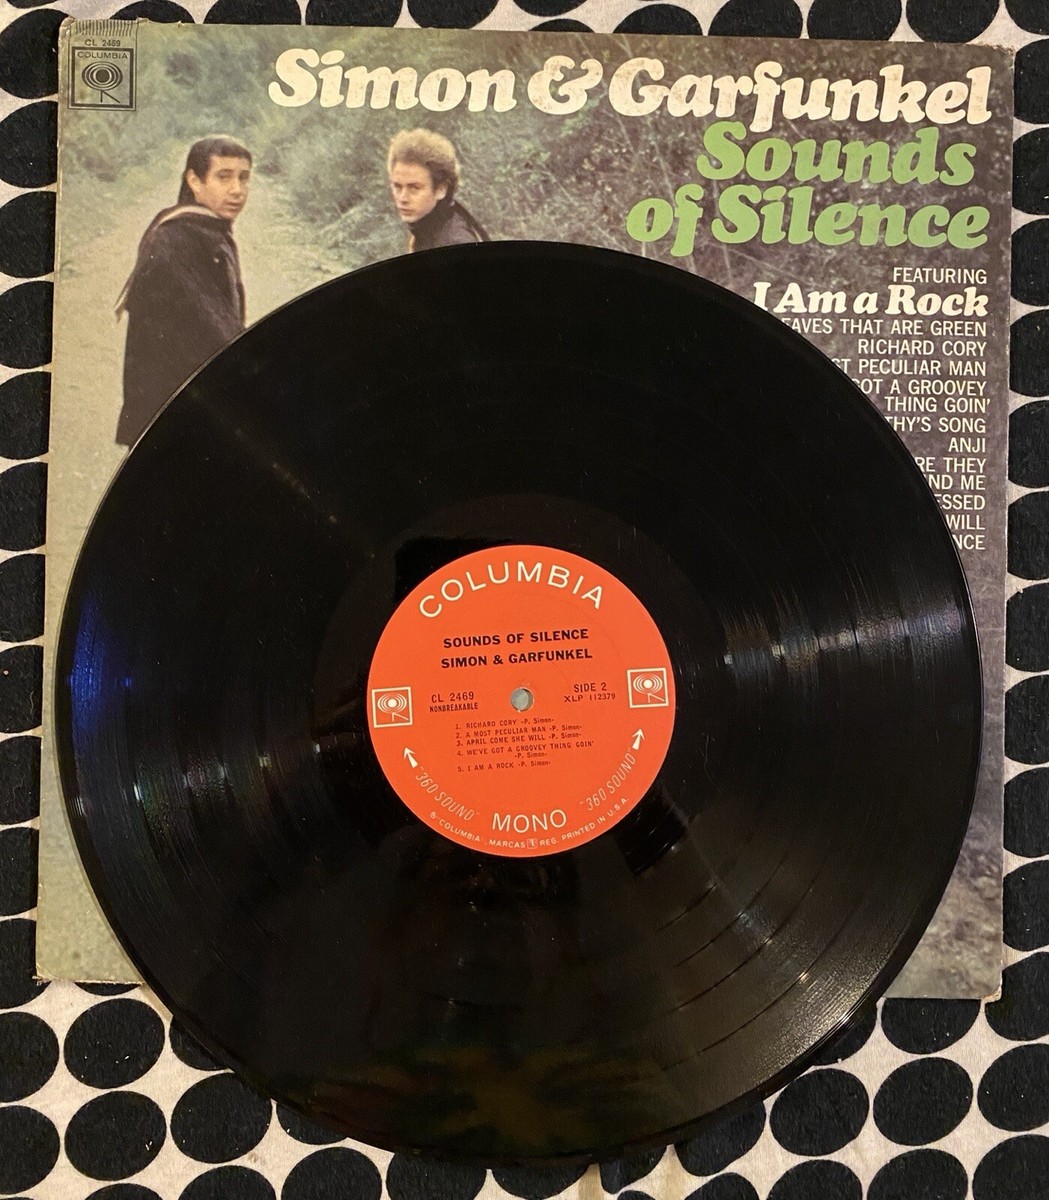 CL 2469
COLUMBIA
Simon & Garfunkel
Sounds
of Silence
FEATURING
I Am a Rock
EAVES THAT ARE GREEN
RICHARD CORY
ST PECULIAR MAN
GOT A GROOVEY
THING GOIN'
THY'S SONG
ANJI
RE THEY
ND ME
ESSED
WILL
NCE
COLUMBIA
SOUNDS OF SILENCE
SIMON & GARFUNKEL
CL 2469
NONBREAKABLE
SIDE 2
XLP 112379
1. RICHARD CORY -P. Simon-
2. A MOST PECULIAR MAN -P. Simon-
3. APRIL COME SHE WILL -P. Simon-
4. WE'VE GOT A GROOVEY THING GOIN'
-P. Simon-
5. I AM A ROCK -P. Simon-
"360 SOUND"
MONO
"360 SOUND"
® COLUMBIA, MARCAS REG. PRINTED IN U.S.A.